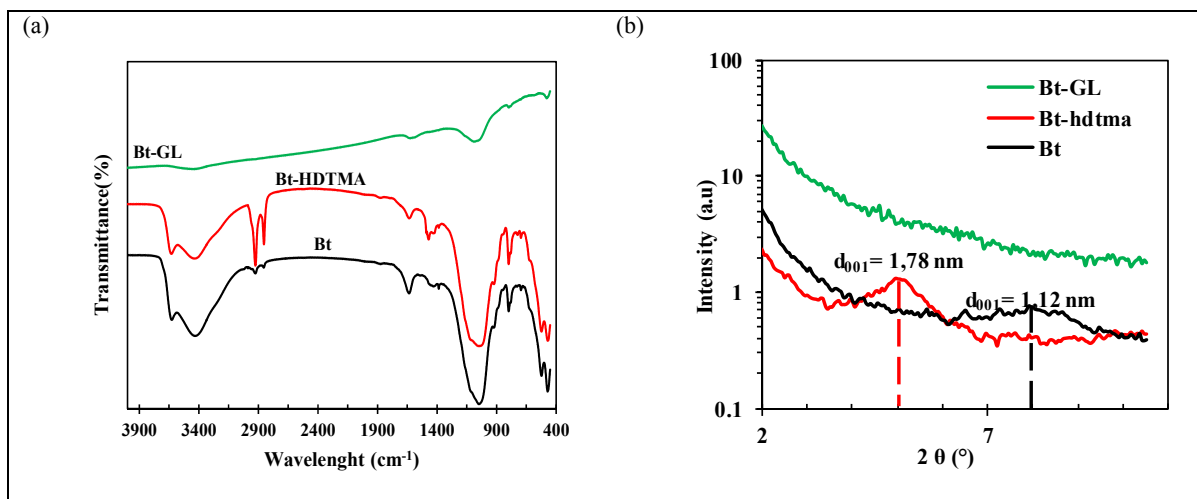 (a)
Bt-GL
Bt-HDTMA
Bt
Transmittance(%)
3900 3400 2900 2400 1900 1400 900 400
Wavelenght (cm-1)
(b)
100
10
1
0.1
Intensity (a.u)
Bt-GL
Bt-hdtma
Bt
d001= 1,78 nm
d001= 1,12 nm
2 7
2 θ (°)